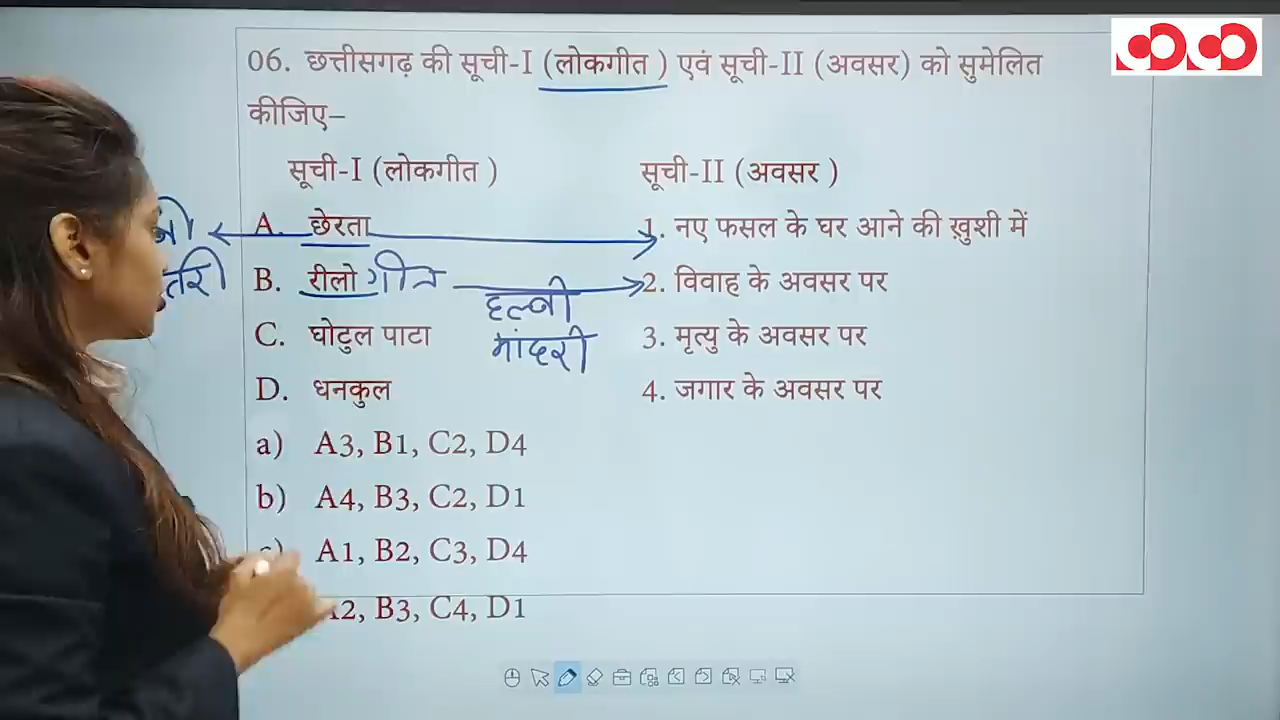 06. छत्तीसगढ़ की सूची-I (लोकगीत ) एवं सूची-II (अवसर) को सुमेलित
कीजिए–
सूची-I (लोकगीत )
सूची-II (अवसर )
A. छेरता
1. नए फसल के घर आने की ख़ुशी में
B. रीलो गीत
2. विवाह के अवसर पर
हल्बी
मांदरी
C. घोटुल पाटा
3. मृत्यु के अवसर पर
D. धनकुल
4. जगार के अवसर पर
a) A3, B1, C2, D4
b) A4, B3, C2, D1
A1, B2, C3, D4
A2, B3, C4, D1